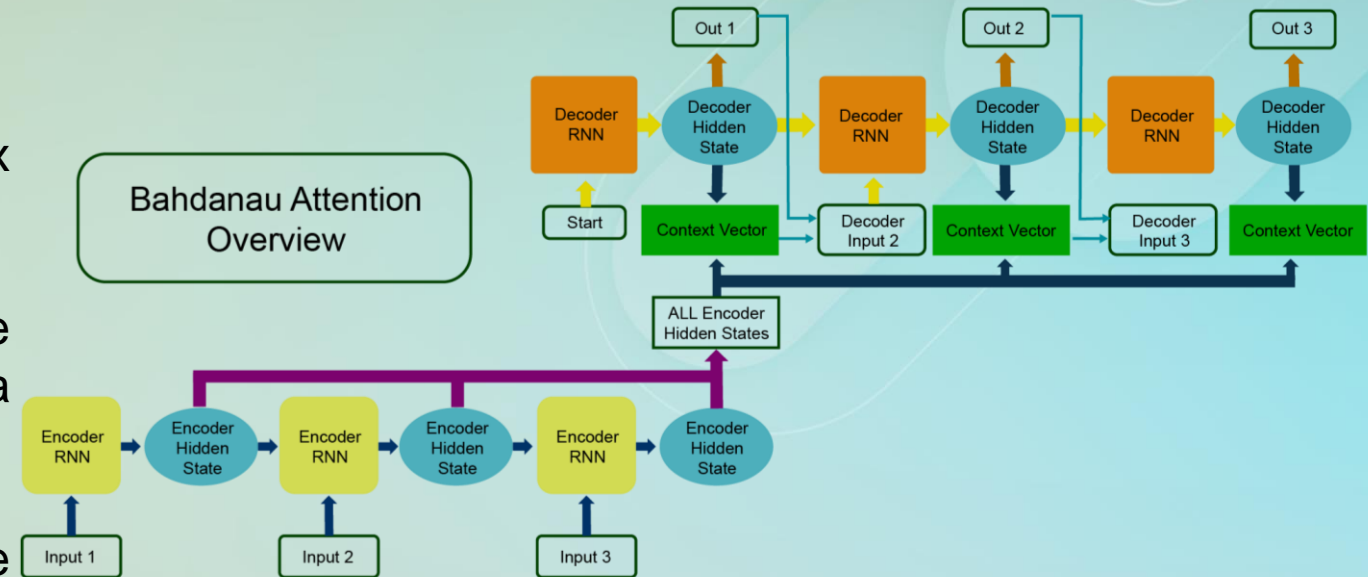 x
e
a
e
Bahdanau Attention
Overview
Out 1
Out 2
Out 3
Decoder
RNN
Decoder
Hidden
State
Decoder
RNN
Decoder
Hidden
State
Decoder
RNN
Decoder
Hidden
State
Start
Context Vector
Decoder
Input 2
Context Vector
Decoder
Input 3
Context Vector
ALL Encoder
Hidden States
Encoder
RNN
Encoder
Hidden
State
Encoder
RNN
Encoder
Hidden
State
Encoder
RNN
Encoder
Hidden
State
Input 1
Input 2
Input 3